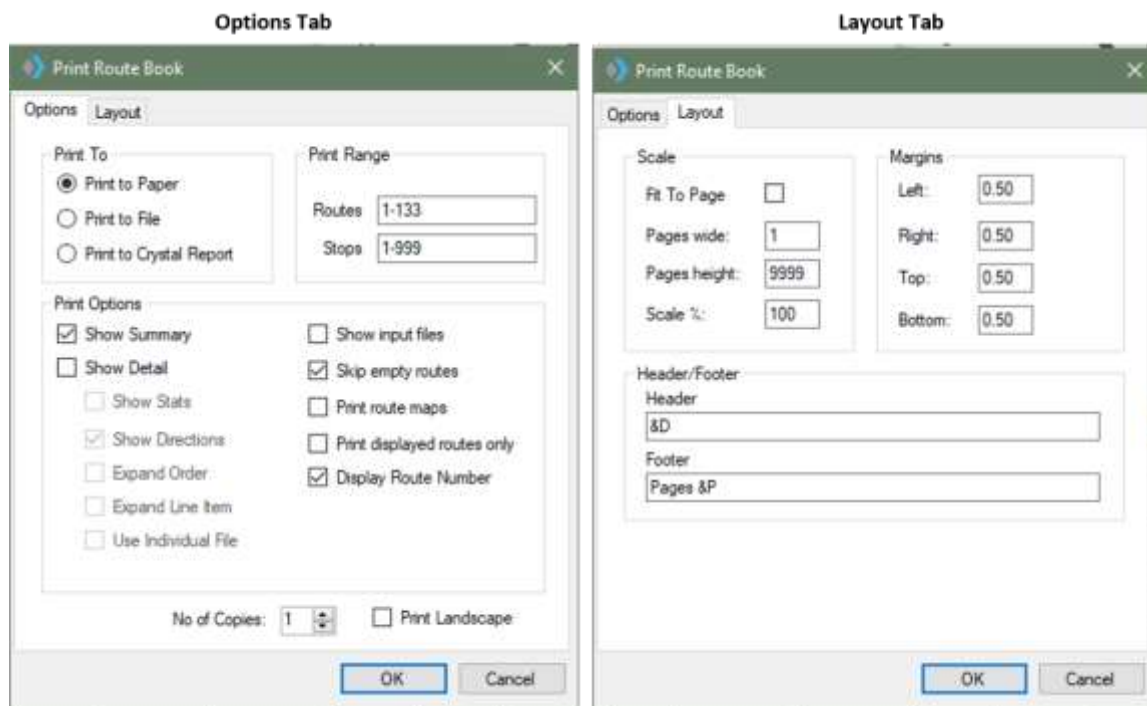 Options Tab
Layout Tab
Print Route Book
Options Layout
Print To
Print to Paper
Print to File
Print to Crystal Report
Print Range
Routes 1-133
Stops 1-999
Print Options
Show Summary
Show Detail
Show Stats
Show Directions
Expand Order
Expand Line Item
Use Individual File
Show input files
Skip empty routes
Print route maps
Print displayed routes only
Display Route Number
No of Copies: 1
Print Landscape
OK Cancel
Print Route Book
Options Layout
Scale
Fit To Page
Pages wide: 1
Pages height: 9999
Scale %: 100
Margins
Left: 0.50
Right: 0.50
Top: 0.50
Bottom: 0.50
Header/Footer
Header
&D
Footer
Pages &P
OK Cancel